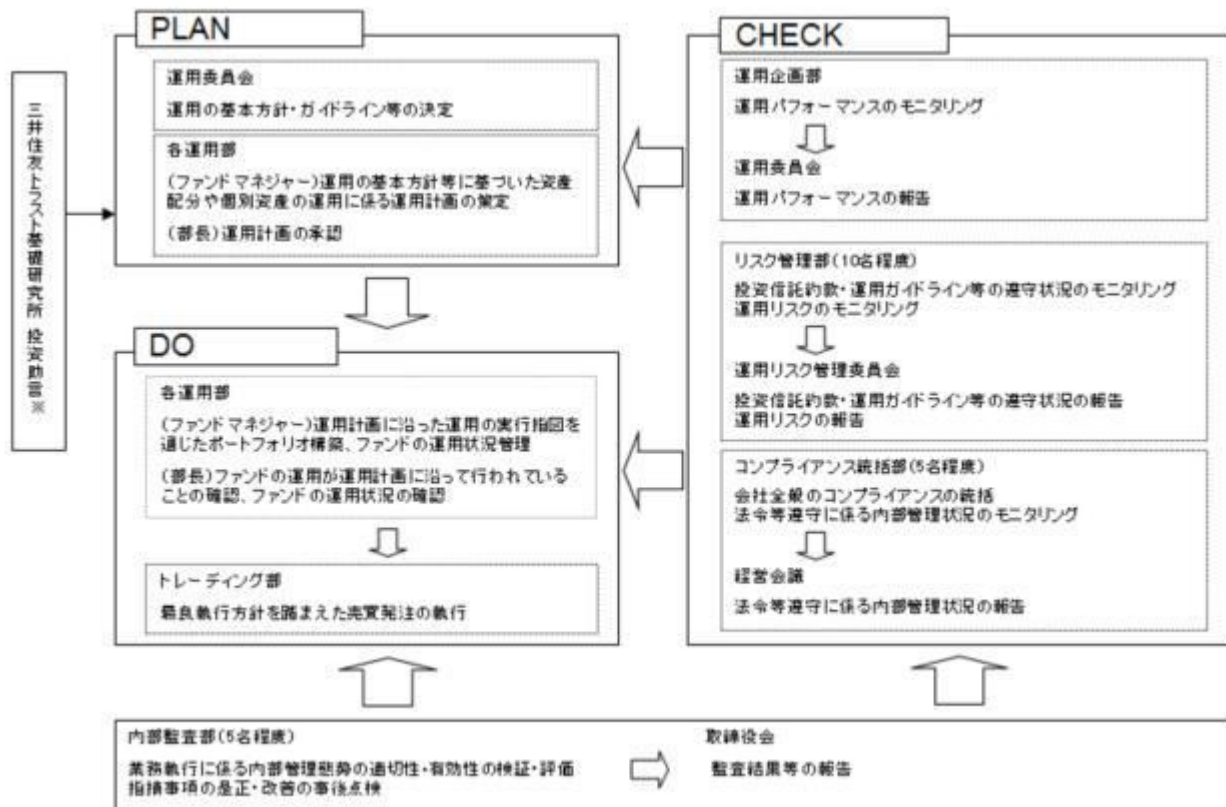 三井住友トラスト基礎研究所 投資助言※
PLAN
運用委員会
運用の基本方針・ガイドライン等の決定
各運用部
(ファンドマネジャー)運用の基本方針等に基づいた資産
配分や個別資産の運用に係る運用計画の策定
(部長)運用計画の承認
DO
各運用部
(ファンドマネジャー)運用計画に沿った運用の実行指図を
通じたポートフォリオ構築、ファンドの運用状況管理
(部長)ファンドの運用が運用計画に沿って行われている
ことの確認、ファンドの運用状況の確認
トレーディング部
最良執行方針を踏まえた売買発注の執行
CHECK
運用企画部
運用パフォーマンスのモニタリング
運用委員会
運用パフォーマンスの報告
リスク管理部(10名程度)
投資信託約款・運用ガイドライン等の遵守状況のモニタリング
運用リスクのモニタリング
運用リスク管理委員会
投資信託約款・運用ガイドライン等の遵守状況の報告
運用リスクの報告
コンプライアンス統括部(5名程度)
会社全般のコンプライアンスの統括
法令等遵守に係る内部管理状況のモニタリング
経営会議
法令等遵守に係る内部管理状況の報告
内部監査部(5名程度)
業務執行に係る内部管理態勢の適切性・有効性の検証・評価
指摘事項の是正・改善の事後点検
取締役会
監査結果等の報告